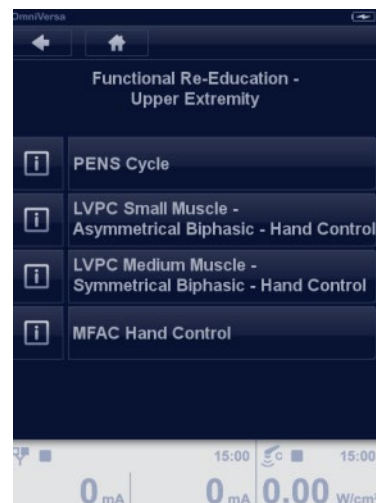 OmniVersa
Functional Re-Education -
Upper Extremity
PENS Cycle
LVPC Small Muscle -
Asymmetrical Biphasic - Hand Control
LVPC Medium Muscle -
Symmetrical Biphasic - Hand Control
MFAC Hand Control
15:00 C 15:00
0 mA 0 mA 0.00 W/cm²